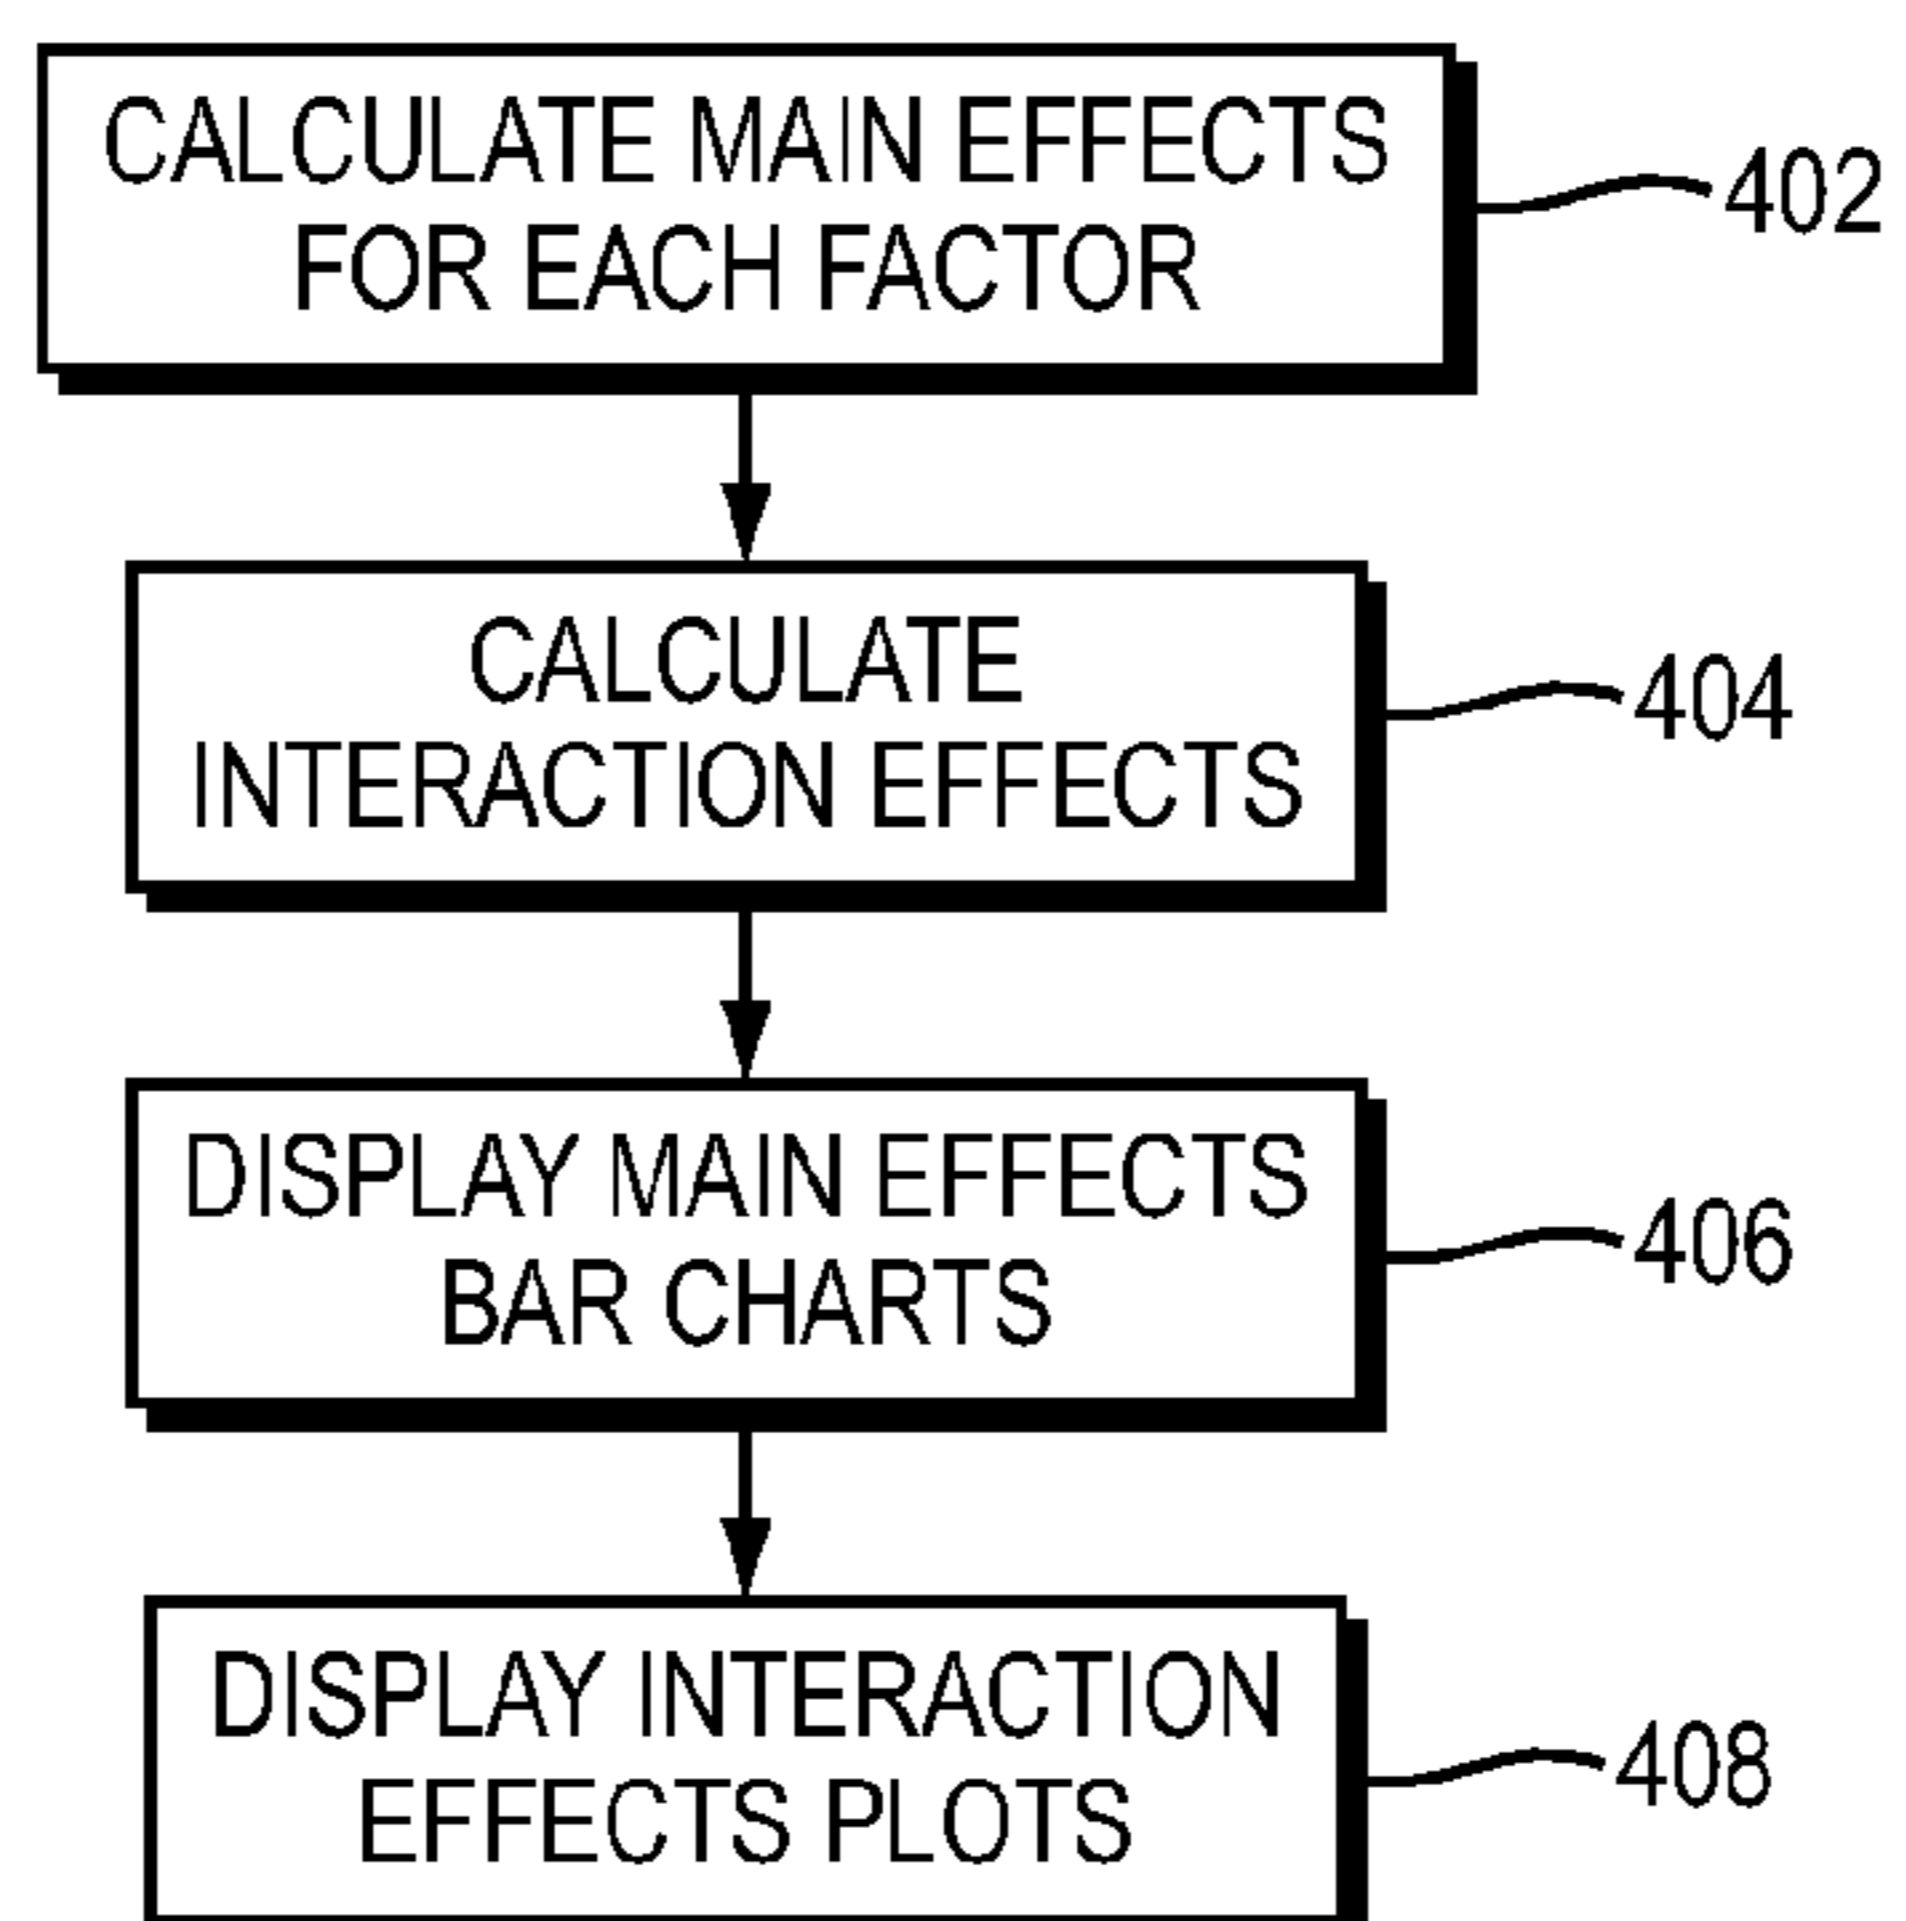 CALCULATE MAIN EFFECTS
FOR EACH FACTOR
402
CALCULATE
INTERACTION EFFECTS
404
DISPLAY MAIN EFFECTS
BAR CHARTS
406
DISPLAY INTERACTION
EFFECTS PLOTS
408